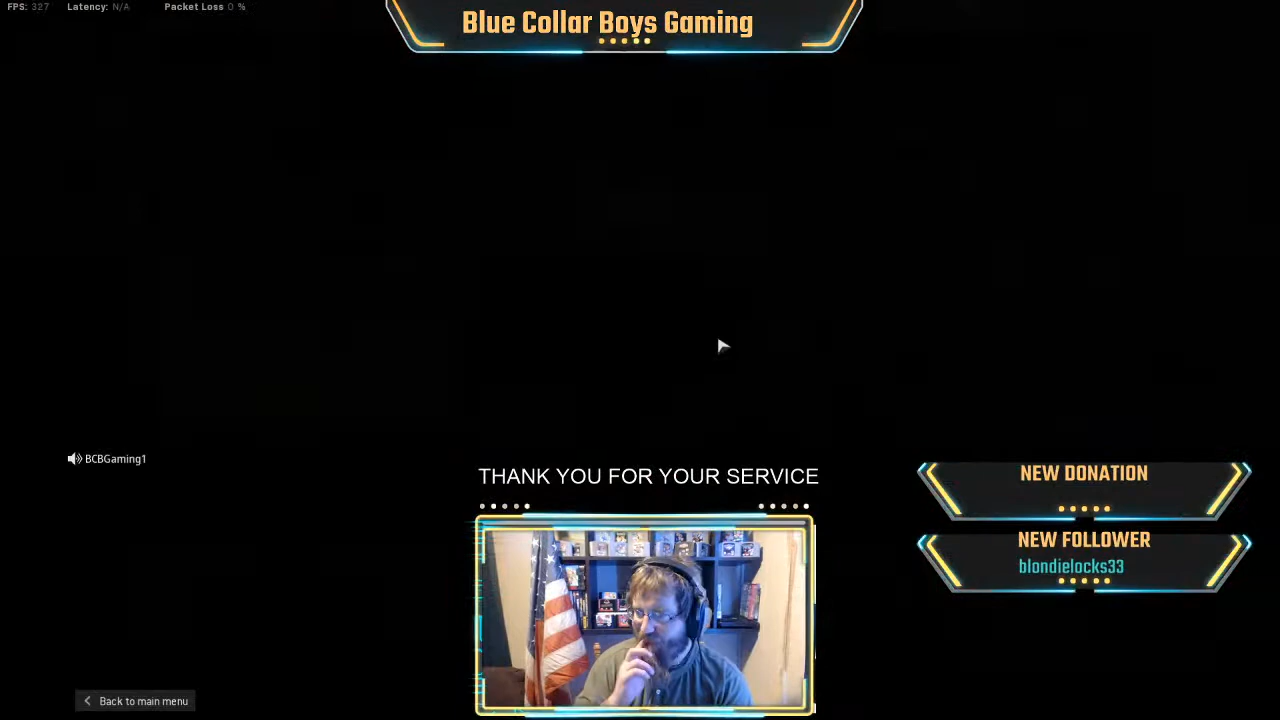 FPS: 327 Latency: N/A Packet Loss 0 %
Blue Collar Boys Gaming
BCBGaming1
THANK YOU FOR YOUR SERVICE
NEW DONATION
NEW FOLLOWER
blondielocks33
Back to main menu